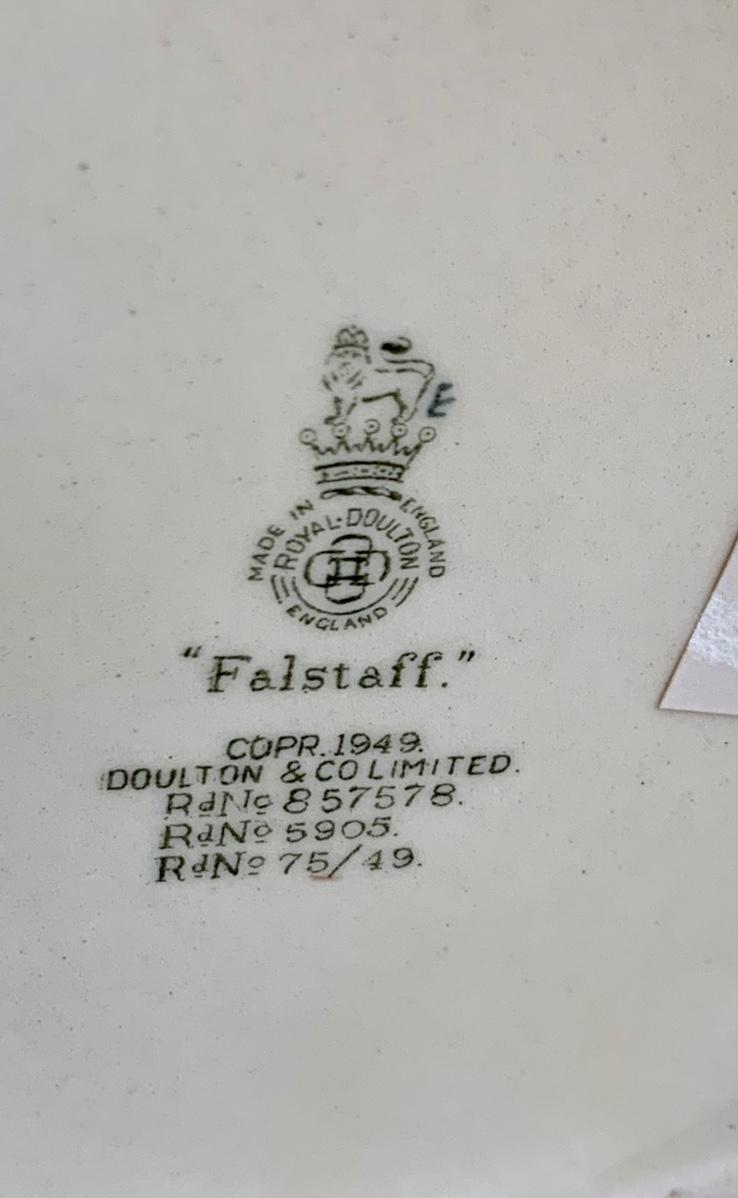 E
MADE IN ENGLAND
ROYAL·DOULTON
ENGLAND
"Falstaff."
COPR. 1949.
DOULTON & CO LIMITED.
RdNo 857578.
RdNo 5905.
RdNo 75/49.